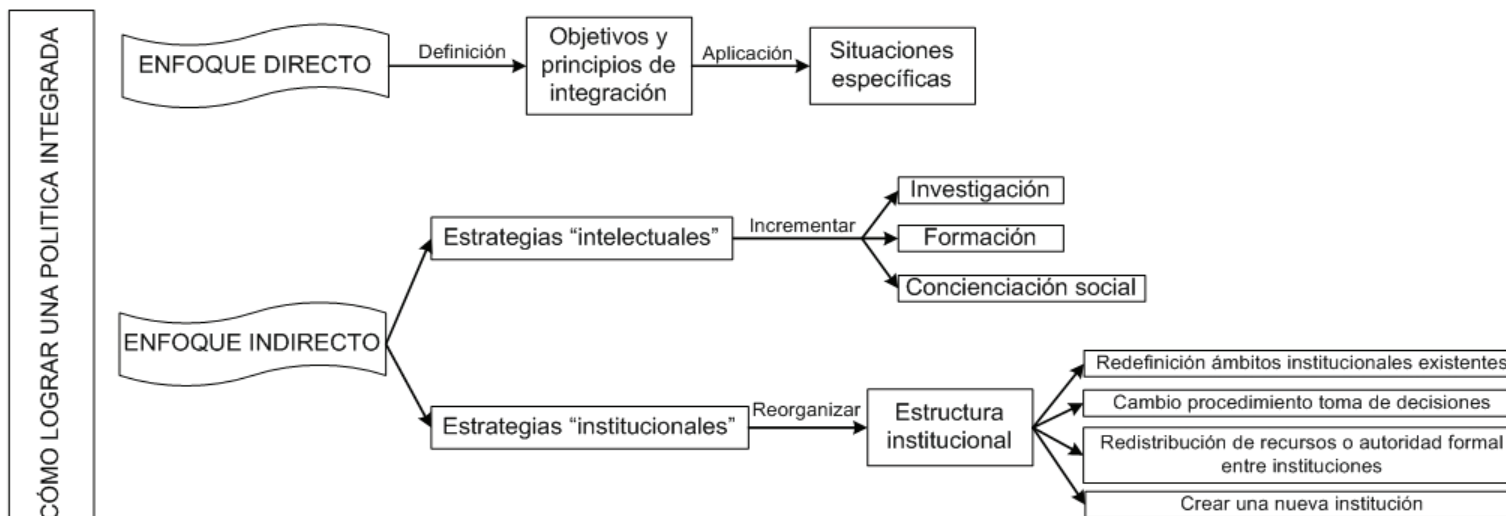 CÓMO LOGRAR UNA POLITICA INTEGRADA
ENFOQUE DIRECTO
Definición
Objetivos y
principios de
integración
Aplicación
Situaciones
específicas
ENFOQUE INDIRECTO
Estrategias “intelectuales”
Incrementar
Investigación
Formación
Concienciación social
Estrategias “institucionales”
Reorganizar
Estructura
institucional
Redefinición ámbitos institucionales existentes
Cambio procedimiento toma de decisiones
Redistribución de recursos o autoridad formal
entre instituciones
Crear una nueva institución